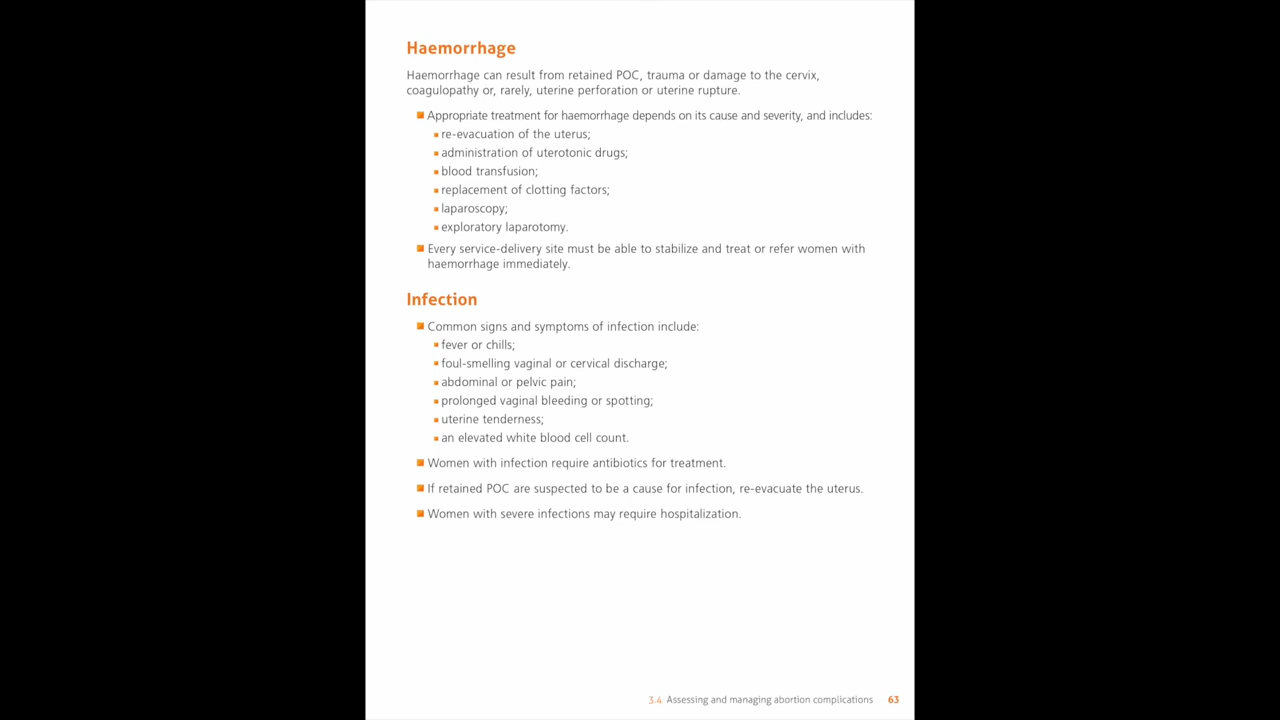 Haemorrhage
Haemorrhage can result from retained POC, trauma or damage to the cervix,
coagulopathy or, rarely, uterine perforation or uterine rupture.
Appropriate treatment for haemorrhage depends on its cause and severity, and includes:
re-evacuation of the uterus;
administration of uterotonic drugs;
blood transfusion;
replacement of clotting factors;
laparoscopy;
exploratory laparotomy.
Every service-delivery site must be able to stabilize and treat or refer women with
haemorrhage immediately.
Infection
Common signs and symptoms of infection include:
fever or chills;
foul-smelling vaginal or cervical discharge;
abdominal or pelvic pain;
prolonged vaginal bleeding or spotting;
uterine tenderness;
an elevated white blood cell count.
Women with infection require antibiotics for treatment.
If retained POC are suspected to be a cause for infection, re-evacuate the uterus.
Women with severe infections may require hospitalization.
3.4 Assessing and managing abortion complications 63